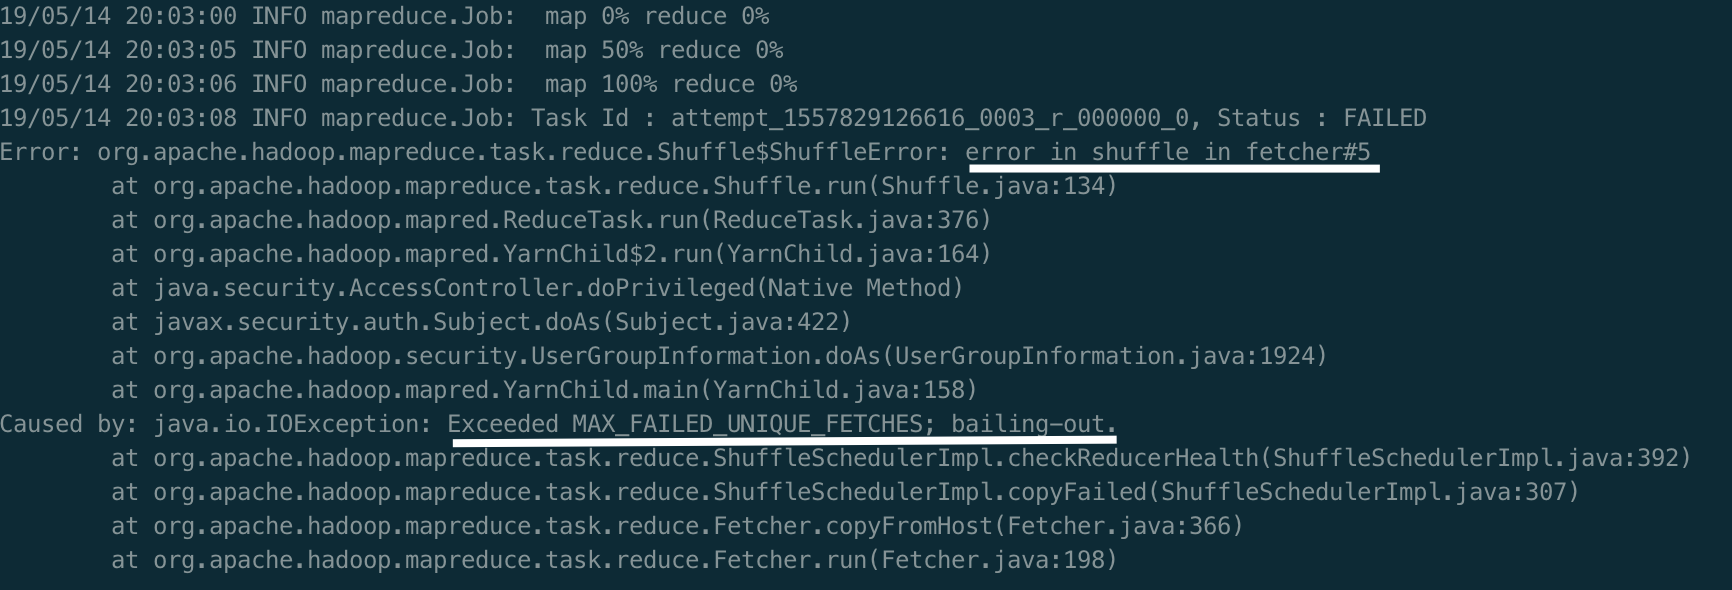 19/05/14 20:03:00 INFO mapreduce.Job:  map 0% reduce 0%
19/05/14 20:03:05 INFO mapreduce.Job:  map 50% reduce 0%
19/05/14 20:03:06 INFO mapreduce.Job:  map 100% reduce 0%
19/05/14 20:03:08 INFO mapreduce.Job: Task Id : attempt_1557829126616_0003_r_000000_0, Status : FAILED
Error: org.apache.hadoop.mapreduce.task.reduce.Shuffle$ShuffleError: error in shuffle in fetcher#5
        at org.apache.hadoop.mapreduce.task.reduce.Shuffle.run(Shuffle.java:134)
        at org.apache.hadoop.mapred.ReduceTask.run(ReduceTask.java:376)
        at org.apache.hadoop.mapred.YarnChild$2.run(YarnChild.java:164)
        at java.security.AccessController.doPrivileged(Native Method)
        at javax.security.auth.Subject.doAs(Subject.java:422)
        at org.apache.hadoop.security.UserGroupInformation.doAs(UserGroupInformation.java:1924)
        at org.apache.hadoop.mapred.YarnChild.main(YarnChild.java:158)
Caused by: java.io.IOException: Exceeded MAX_FAILED_UNIQUE_FETCHES; bailing-out.
        at org.apache.hadoop.mapreduce.task.reduce.ShuffleSchedulerImpl.checkReducerHealth(ShuffleSchedulerImpl.java:392)
        at org.apache.hadoop.mapreduce.task.reduce.ShuffleSchedulerImpl.copyFailed(ShuffleSchedulerImpl.java:307)
        at org.apache.hadoop.mapreduce.task.reduce.Fetcher.copyFromHost(Fetcher.java:366)
        at org.apache.hadoop.mapreduce.task.reduce.Fetcher.run(Fetcher.java:198)